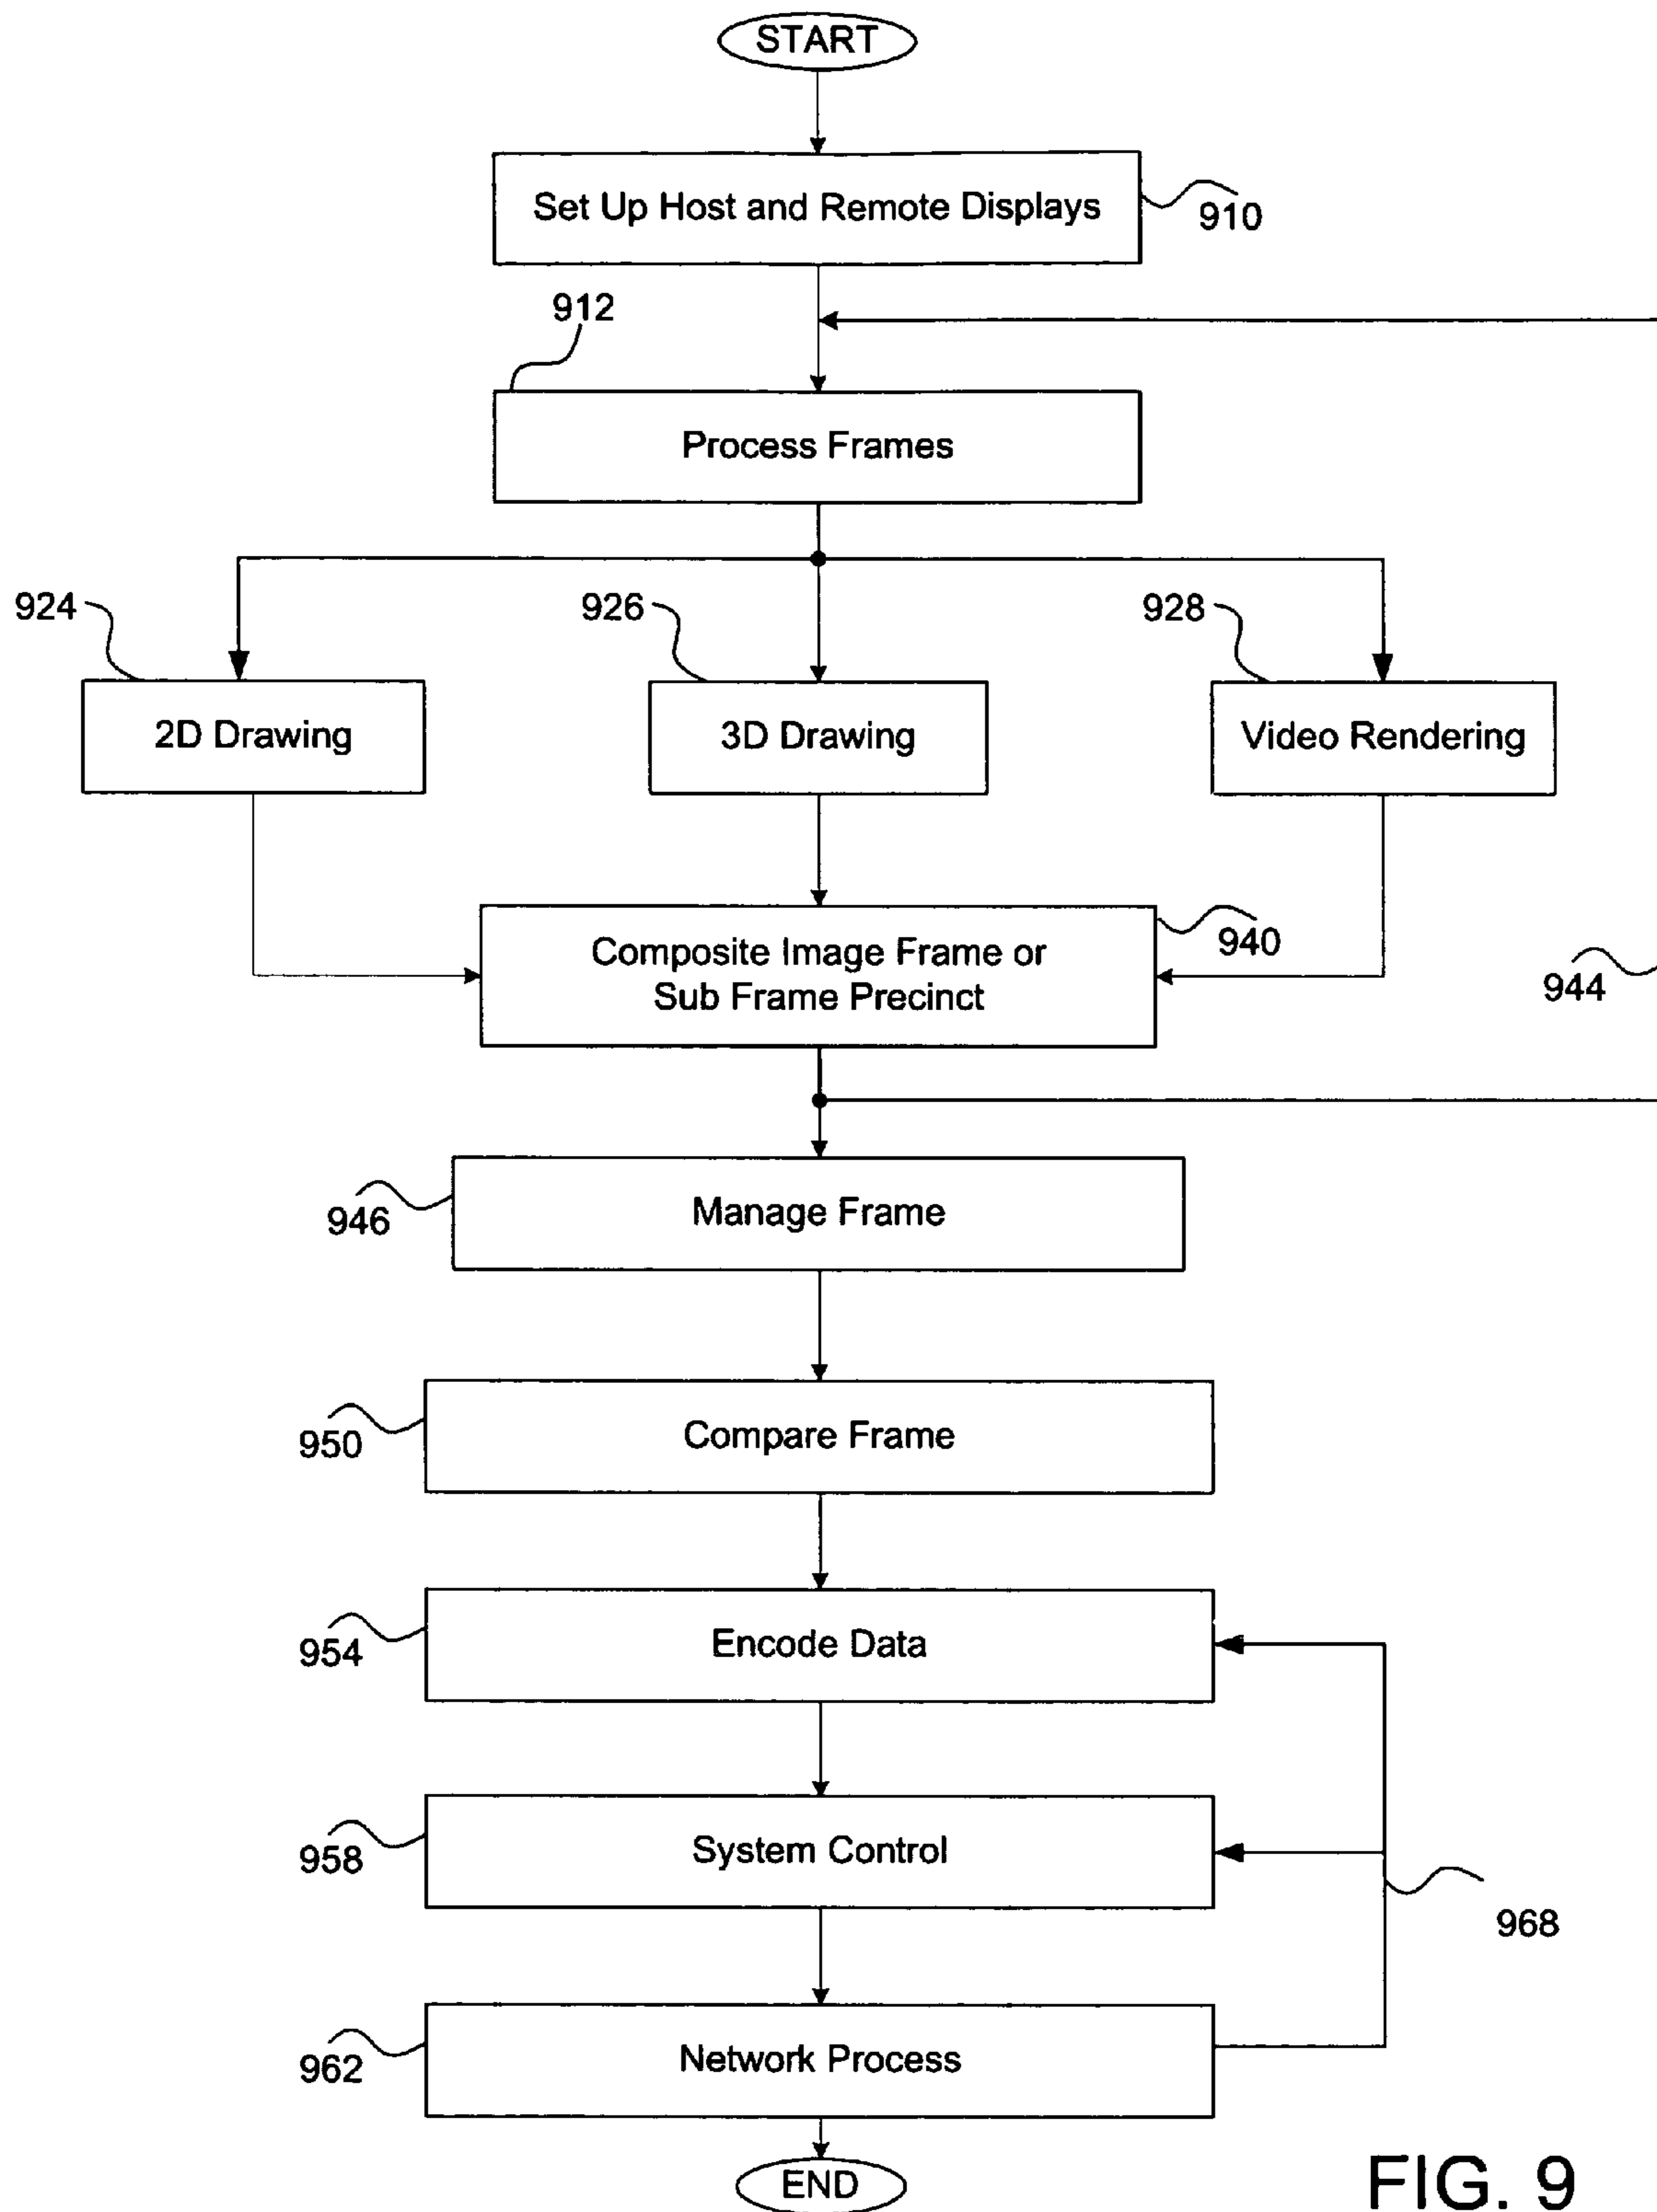 START
Set Up Host and Remote Displays
910
912
Process Frames
924
926
928
2D Drawing
3D Drawing
Video Rendering
Composite Image Frame or
Sub Frame Precinct
940
944
Manage Frame
946
Compare Frame
950
Encode Data
954
System Control
958
968
Network Process
962
END
FIG. 9